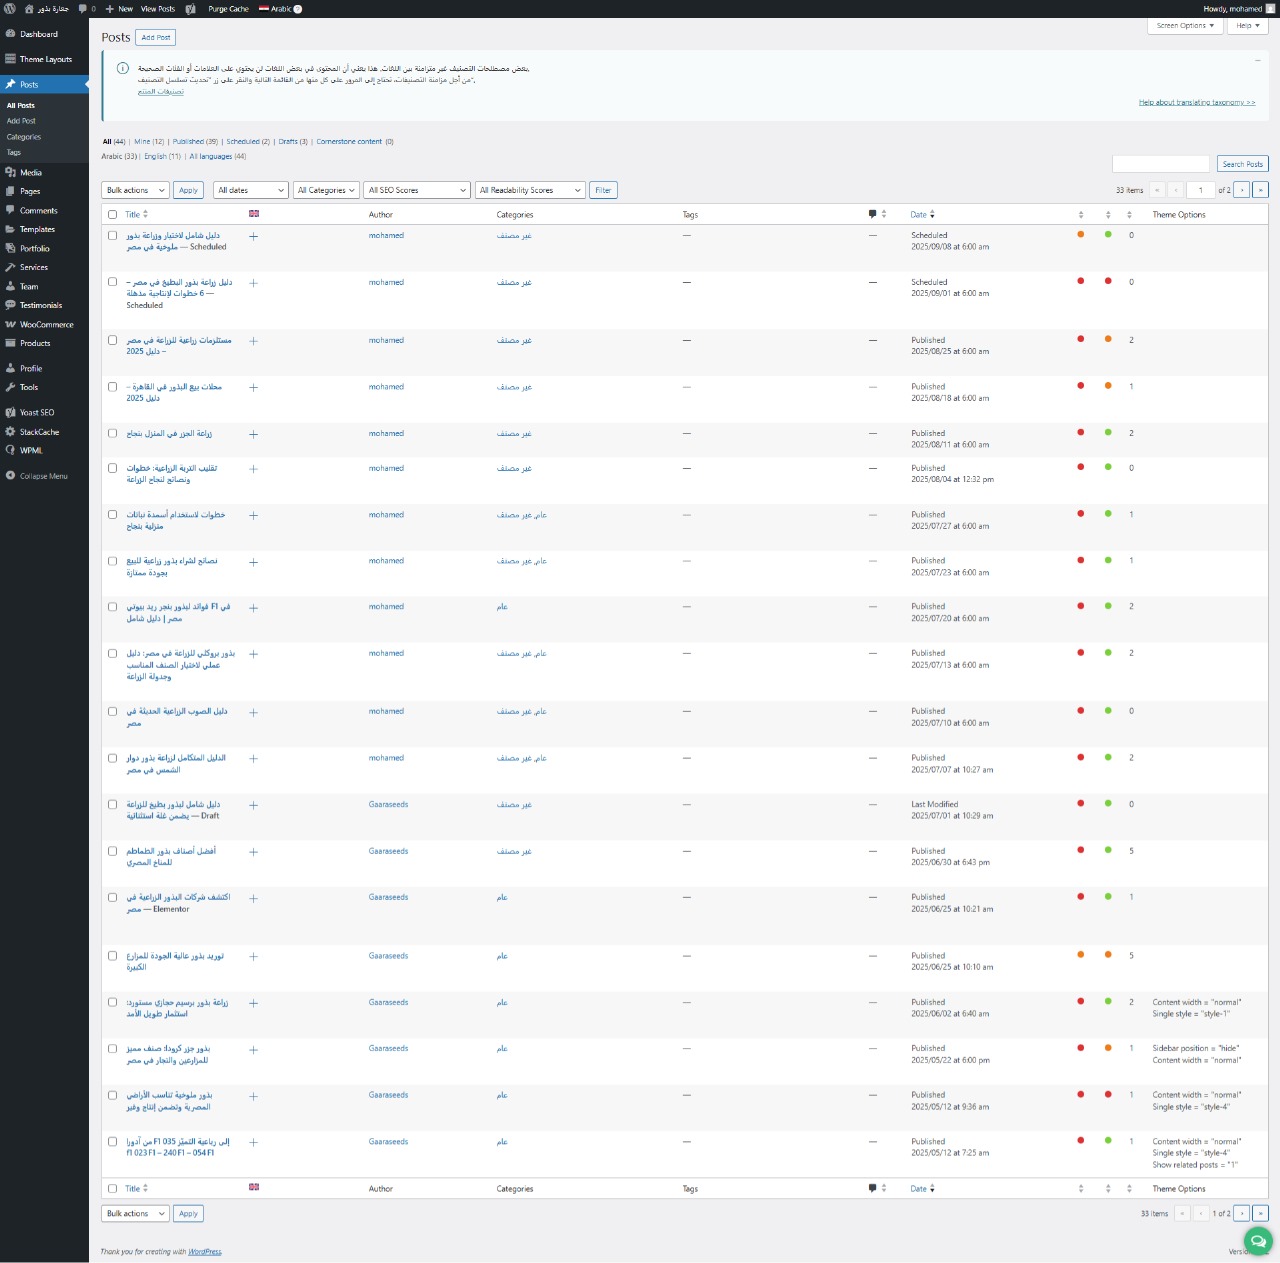 جعارة بذور
0
New
View Posts
Purge Cache
Arabic
Howdy, mohamed
Screen Options
Help
Dashboard
Theme Layouts
Posts
All Posts
Add Post
Categories
Tags
Media
Pages
Comments
Templates
Portfolio
Services
Team
Testimonials
WooCommerce
Products
Profile
Tools
Yoast SEO
StackCache
WPML
Collapse Menu
Posts
Add Post
بعض مصطلحات التصنيف غير متزامنة بين اللغات. هذا يعني أن المحتوى في بعض اللغات لن يحتوي على العلامات أو الفئات الصحيحة.
من أجل مزامنة التصنيفات، تحتاج إلى المرور على كل منها من القائمة التالية والنقر على زر "تحديث تسلسل التصنيف".
تصنيفات المنتج
Help about translating taxonomy >>
All (44) | Mine (12) | Published (39) | Scheduled (2) | Drafts (3) | Cornerstone content (0)
Arabic (33) | English (11) | All languages (44)
Search Posts
Bulk actions Apply All dates All Categories All SEO Scores All Readability Scores Filter
33 items « ‹ 1 of 2 › »
Title Author Categories Tags Date Theme Options
دليل شامل لاختيار وزراعة بذور
ملوخية في مصر — Scheduled
mohamed
غير مصنف
—
—
Scheduled
2025/09/08 at 6:00 am
0
دليل زراعة بذور البطيخ في مصر –
6 خطوات لإنتاجية مذهلة —
Scheduled
mohamed
غير مصنف
—
—
Scheduled
2025/09/01 at 6:00 am
0
مستلزمات زراعية للزراعة في مصر
– دليل 2025
mohamed
غير مصنف
—
—
Published
2025/08/25 at 6:00 am
2
محلات بيع البذور في القاهرة –
دليل 2025
mohamed
غير مصنف
—
—
Published
2025/08/18 at 6:00 am
1
زراعة الجزر في المنزل بنجاح
mohamed
غير مصنف
—
—
Published
2025/08/11 at 6:00 am
2
تقليب التربة الزراعية: خطوات
ونصائح لنجاح الزراعة
mohamed
غير مصنف
—
—
Published
2025/08/04 at 12:32 pm
0
خطوات لاستخدام أسمدة نباتات
منزلية بنجاح
mohamed
عام, غير مصنف
—
—
Published
2025/07/27 at 6:00 am
1
نصائح لشراء بذور زراعية للبيع
بجودة ممتازة
mohamed
عام, غير مصنف
—
—
Published
2025/07/23 at 6:00 am
1
في F1 فوائد لبذور بنجر ريد بيوتي
مصر | دليل شامل
mohamed
عام
—
—
Published
2025/07/20 at 6:00 am
2
بذور بروكلي للزراعة في مصر: دليل
عملي لاختيار الصنف المناسب
وجدولة الزراعة
mohamed
عام, غير مصنف
—
—
Published
2025/07/13 at 6:00 am
2
دليل الصوب الزراعية الحديثة في
مصر
mohamed
عام, غير مصنف
—
—
Published
2025/07/10 at 6:00 am
0
الدليل المتكامل لزراعة بذور دوار
الشمس في مصر
mohamed
عام, غير مصنف
—
—
Published
2025/07/07 at 10:27 am
2
دليل شامل لبذور بطيخ للزراعة
يضمن غلة استثنائية — Draft
Gaaraseeds
غير مصنف
—
—
Last Modified
2025/07/01 at 10:29 am
0
أفضل أصناف بذور الطماطم
للمناخ المصري
Gaaraseeds
غير مصنف
—
—
Published
2025/06/30 at 6:43 pm
5
اكتشف شركات البذور الزراعية في
مصر — Elementor
Gaaraseeds
عام
—
—
Published
2025/06/25 at 10:21 am
1
توريد بذور عالية الجودة للمزارع
الكبيرة
Gaaraseeds
عام
—
—
Published
2025/06/25 at 10:10 am
5
زراعة بذور برسيم حجازي مستورد:
استثمار طويل الأمد
Gaaraseeds
عام
—
—
Published
2025/06/02 at 6:40 am
2
Content width = "normal"
Single style = "style-1"
بذور جزر كرودا: صنف مميز
للمزارعين والتجار في مصر
Gaaraseeds
عام
—
—
Published
2025/05/22 at 6:00 pm
1
Sidebar position = "hide"
Content width = "normal"
بذور ملوخية تناسب الأراضي
المصرية وتضمن إنتاج وفير
Gaaraseeds
عام
—
—
Published
2025/05/12 at 9:36 am
1
Content width = "normal"
Single style = "style-4"
إلى رباعية التميّز F1 035 من أدورا
f1 023 F1 – 240 F1 – 054 F1
Gaaraseeds
عام
—
—
Published
2025/05/12 at 7:25 am
1
Content width = "normal"
Single style = "style-4"
Show related posts = "1"
Title Author Categories Tags Date Theme Options
Bulk actions Apply
33 items « ‹ 1 of 2 › »
Thank you for creating with WordPress.